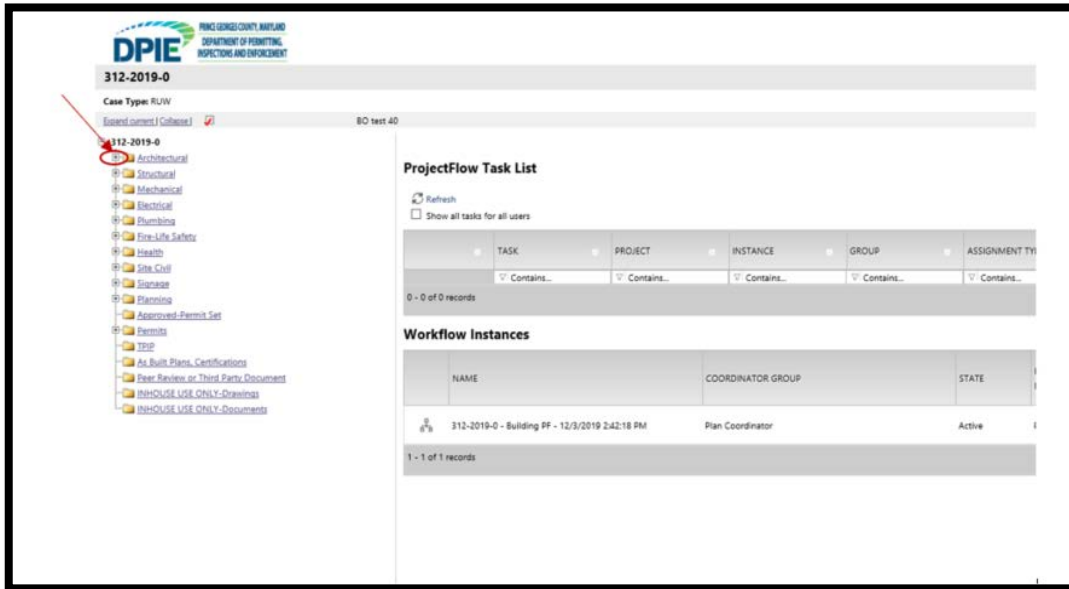 PRINCE GEORGES COUNTY, MARYLAND
DEPARTMENT OF PERMITTING,
INSPECTIONS AND ENFORCEMENT
DPIE
312-2019-0
Case Type: RUW
Expand current | Collapse |
BO test 40
312-2019-0
Architectural
Structural
Mechanical
Electrical
Plumbing
Fire-Life Safety
Health
Site Civil
Signage
Planning
Approved-Permit Set
Permits
TPIP
As Built Plans, Certifications
Peer Review or Third Party Document
INHOUSE USE ONLY-Drawings
INHOUSE USE ONLY-Documents
ProjectFlow Task List
Refresh
Show all tasks for all users
TASK PROJECT INSTANCE GROUP ASSIGNMENT TY
Contains... Contains... Contains... Contains... Contains...
0 - 0 of 0 records
Workflow Instances
NAME COORDINATOR GROUP STATE
312-2019-0 - Building PF - 12/3/2019 2:42:18 PM Plan Coordinator Active
1 - 1 of 1 records